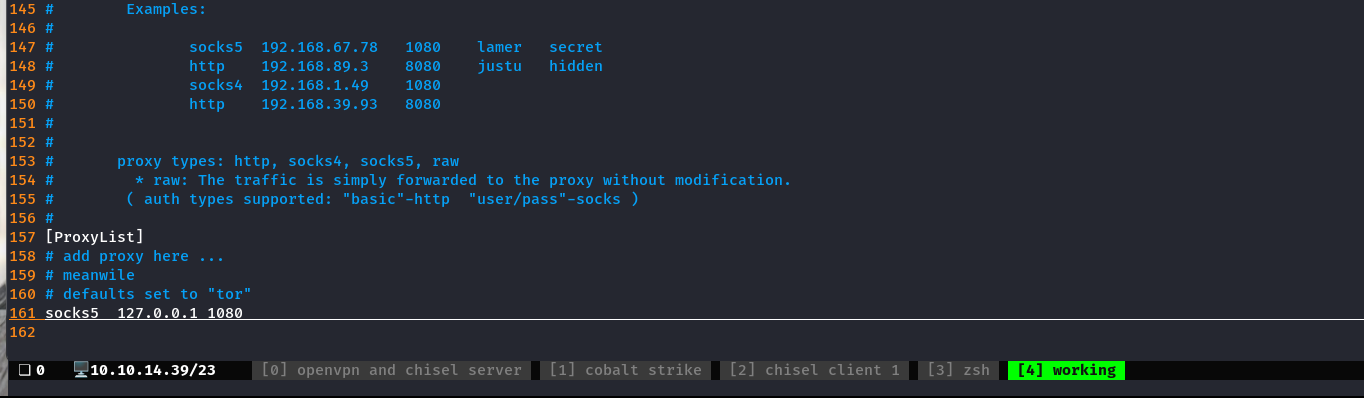 145 #        Examples:
146 #
147 #               socks5  192.168.67.78   1080    lamer   secret
148 #               http    192.168.89.3    8080    justu   hidden
149 #               socks4  192.168.1.49    1080
150 #               http    192.168.39.93   8080
151 #
152 #
153 #       proxy types: http, socks4, socks5, raw
154 #         * raw: The traffic is simply forwarded to the proxy without modification.
155 #        ( auth types supported: "basic"-http  "user/pass"-socks )
156 #
157 [ProxyList]
158 # add proxy here ...
159 # meanwile
160 # defaults set to "tor"
161 socks5  127.0.0.1 1080
162
❏ 0   🖥️10.10.14.39/23    [0] openvpn and chisel server  [1] cobalt strike  [2] chisel client 1  [3] zsh  [4] working